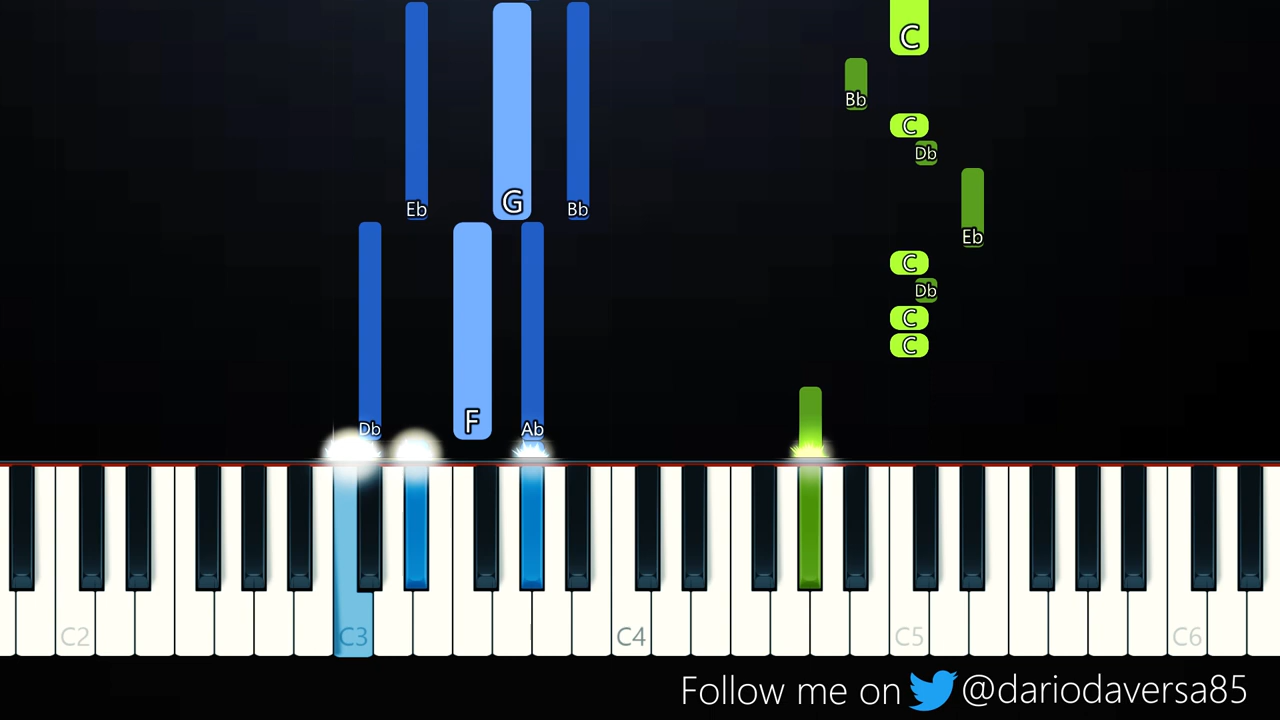 C
Bb
C
Db
Eb G Bb
Eb
C
Db
C
C
Db F Ab
C2 C3 C4 C5 C6
Follow me on @dariodaversa85